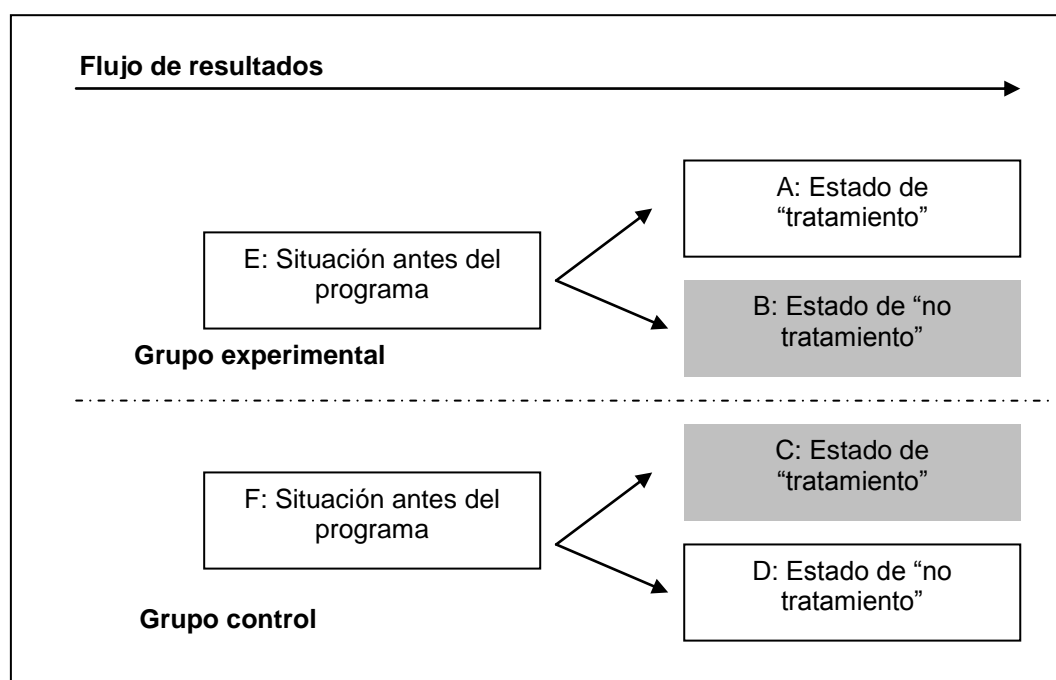 Flujo de resultados
A: Estado de
“tratamiento”
E: Situación antes del
programa
B: Estado de “no
tratamiento”
Grupo experimental
C: Estado de
“tratamiento”
F: Situación antes del
programa
D: Estado de “no
tratamiento”
Grupo control